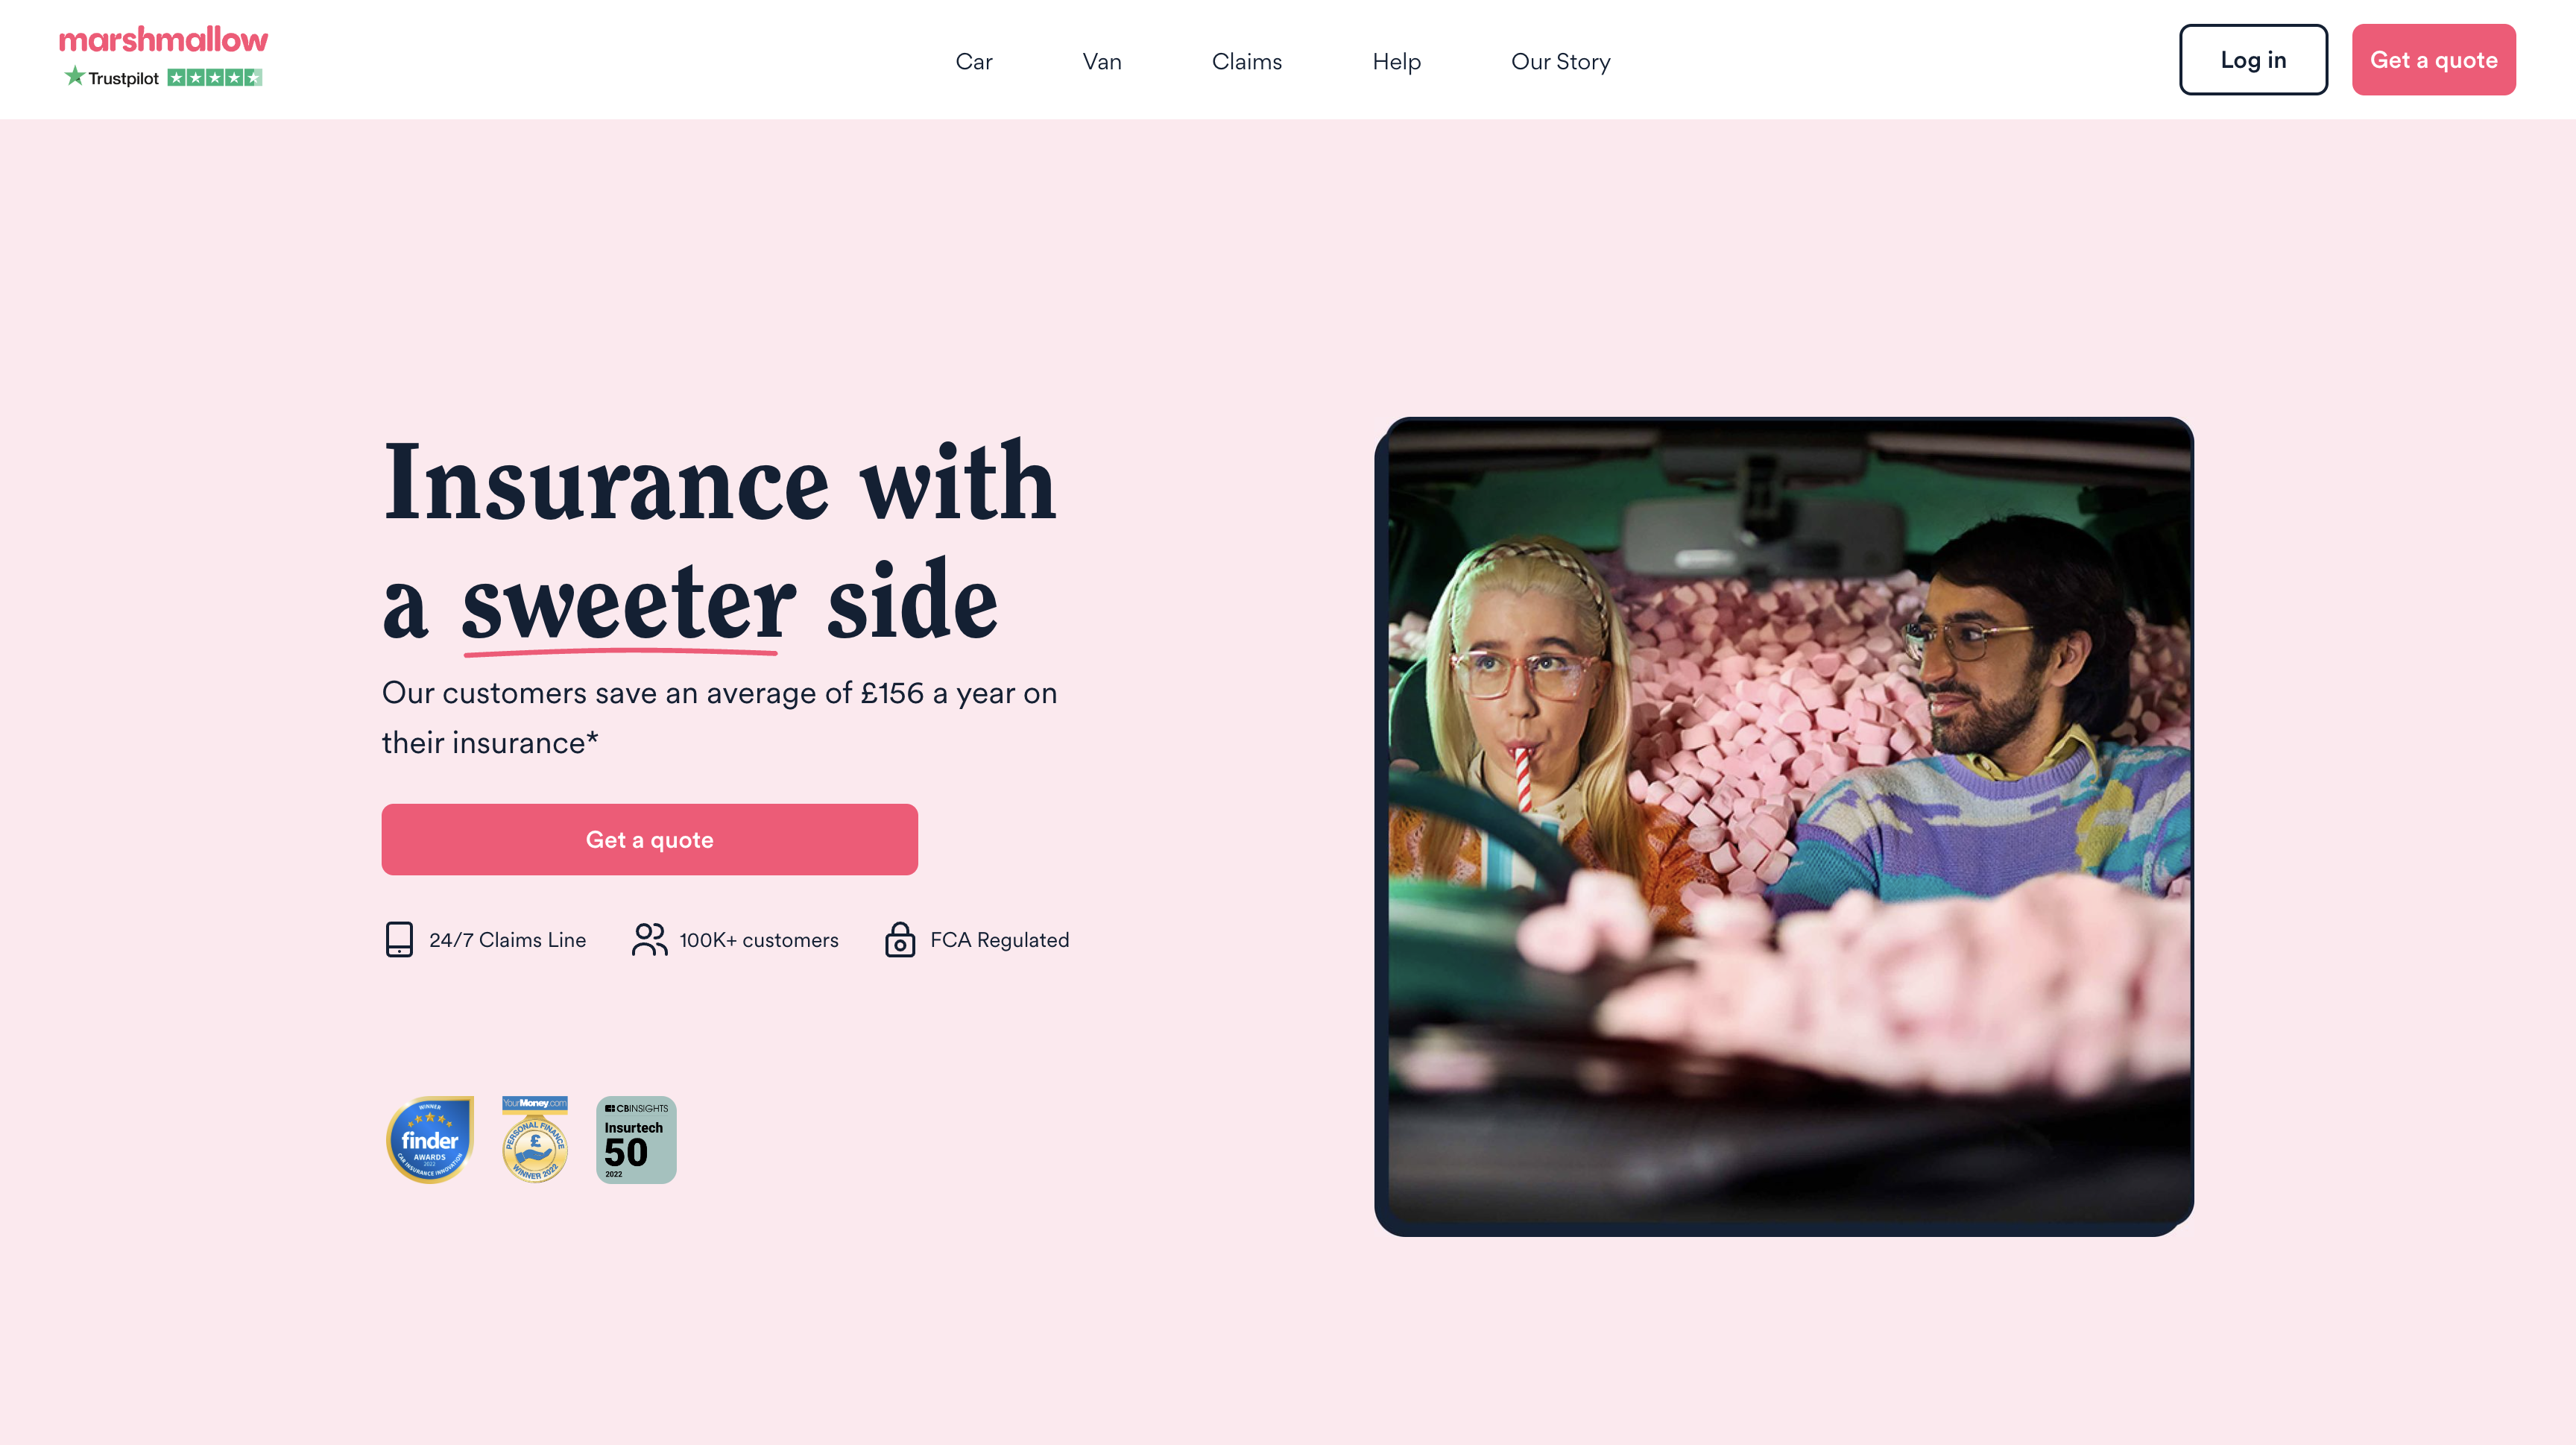 marshmallow
Trustpilot
Car
Van
Claims
Help
Our Story
Log in
Get a quote
Insurance with
a sweeter side
Our customers save an average of £156 a year on
their insurance*
Get a quote
24/7 Claims Line
100K+ customers
FCA Regulated
WINNER
finder
AWARDS
2022
CAR INSURANCE INNOVATION
YourMoney.com
PERSONAL FINANCE
£
WINNER 2022
CBINSIGHTS
Insurtech
50
2022